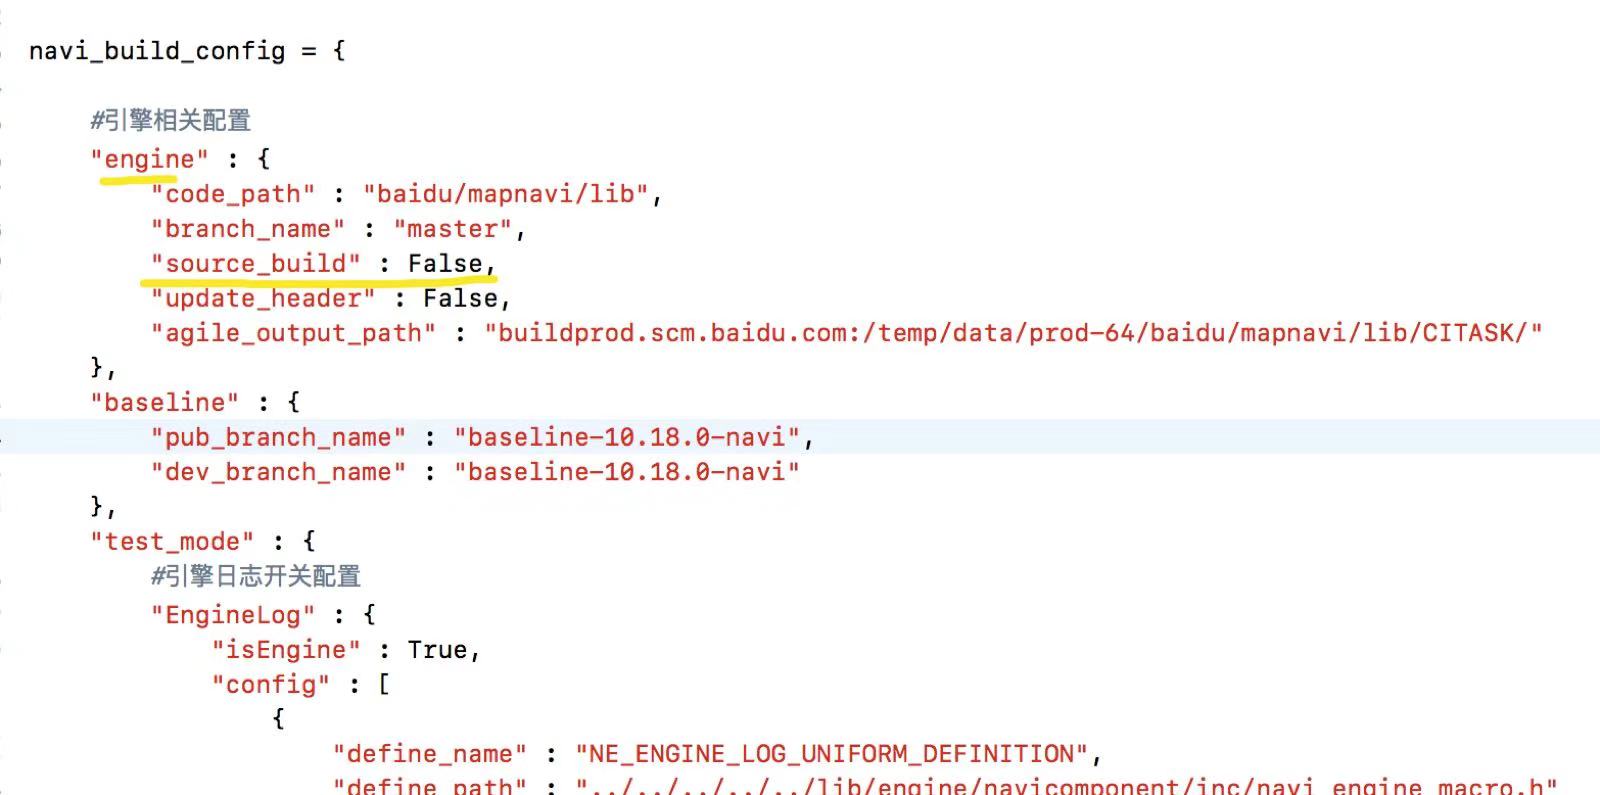 navi_build_config = {
#引擎相关配置
"engine" : {
"code_path" : "baidu/mapnavi/lib",
"branch_name" : "master",
"source_build" : False,
"update_header" : False,
"agile_output_path" : "buildprod.scm.baidu.com:/temp/data/prod-64/baidu/mapnavi/lib/CITASK/"
},
"baseline" : {
"pub_branch_name" : "baseline-10.18.0-navi",
"dev_branch_name" : "baseline-10.18.0-navi"
},
"test_mode" : {
#引擎日志开关配置
"EngineLog" : {
"isEngine" : True,
"config" : [
{
"define_name" : "NE_ENGINE_LOG_UNIFORM_DEFINITION",
"define_path" : "../../../../../lib/engine/navicomponent/inc/navi_engine_macro.h"